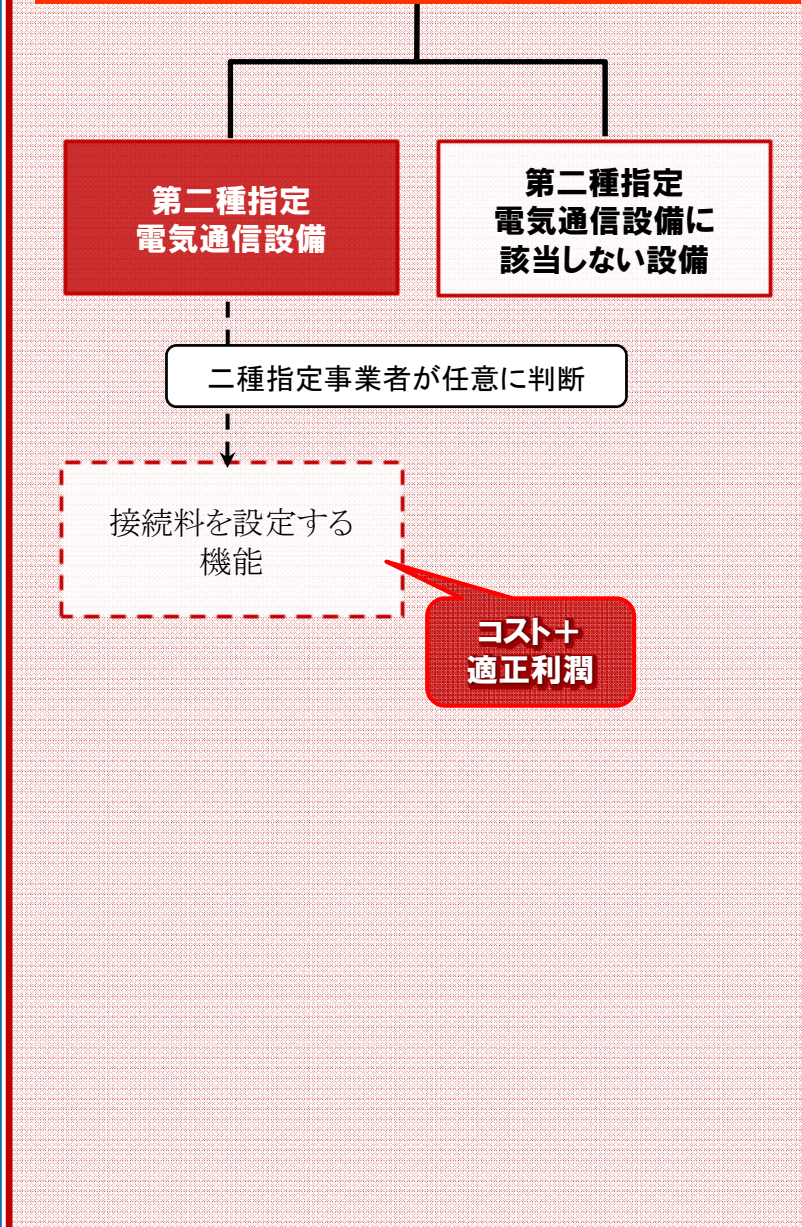 第二種指定
電気通信設備
第二種指定
電気通信設備に
該当しない設備
二種指定事業者が任意に判断
接続料を設定する
機能
コスト＋
適正利潤